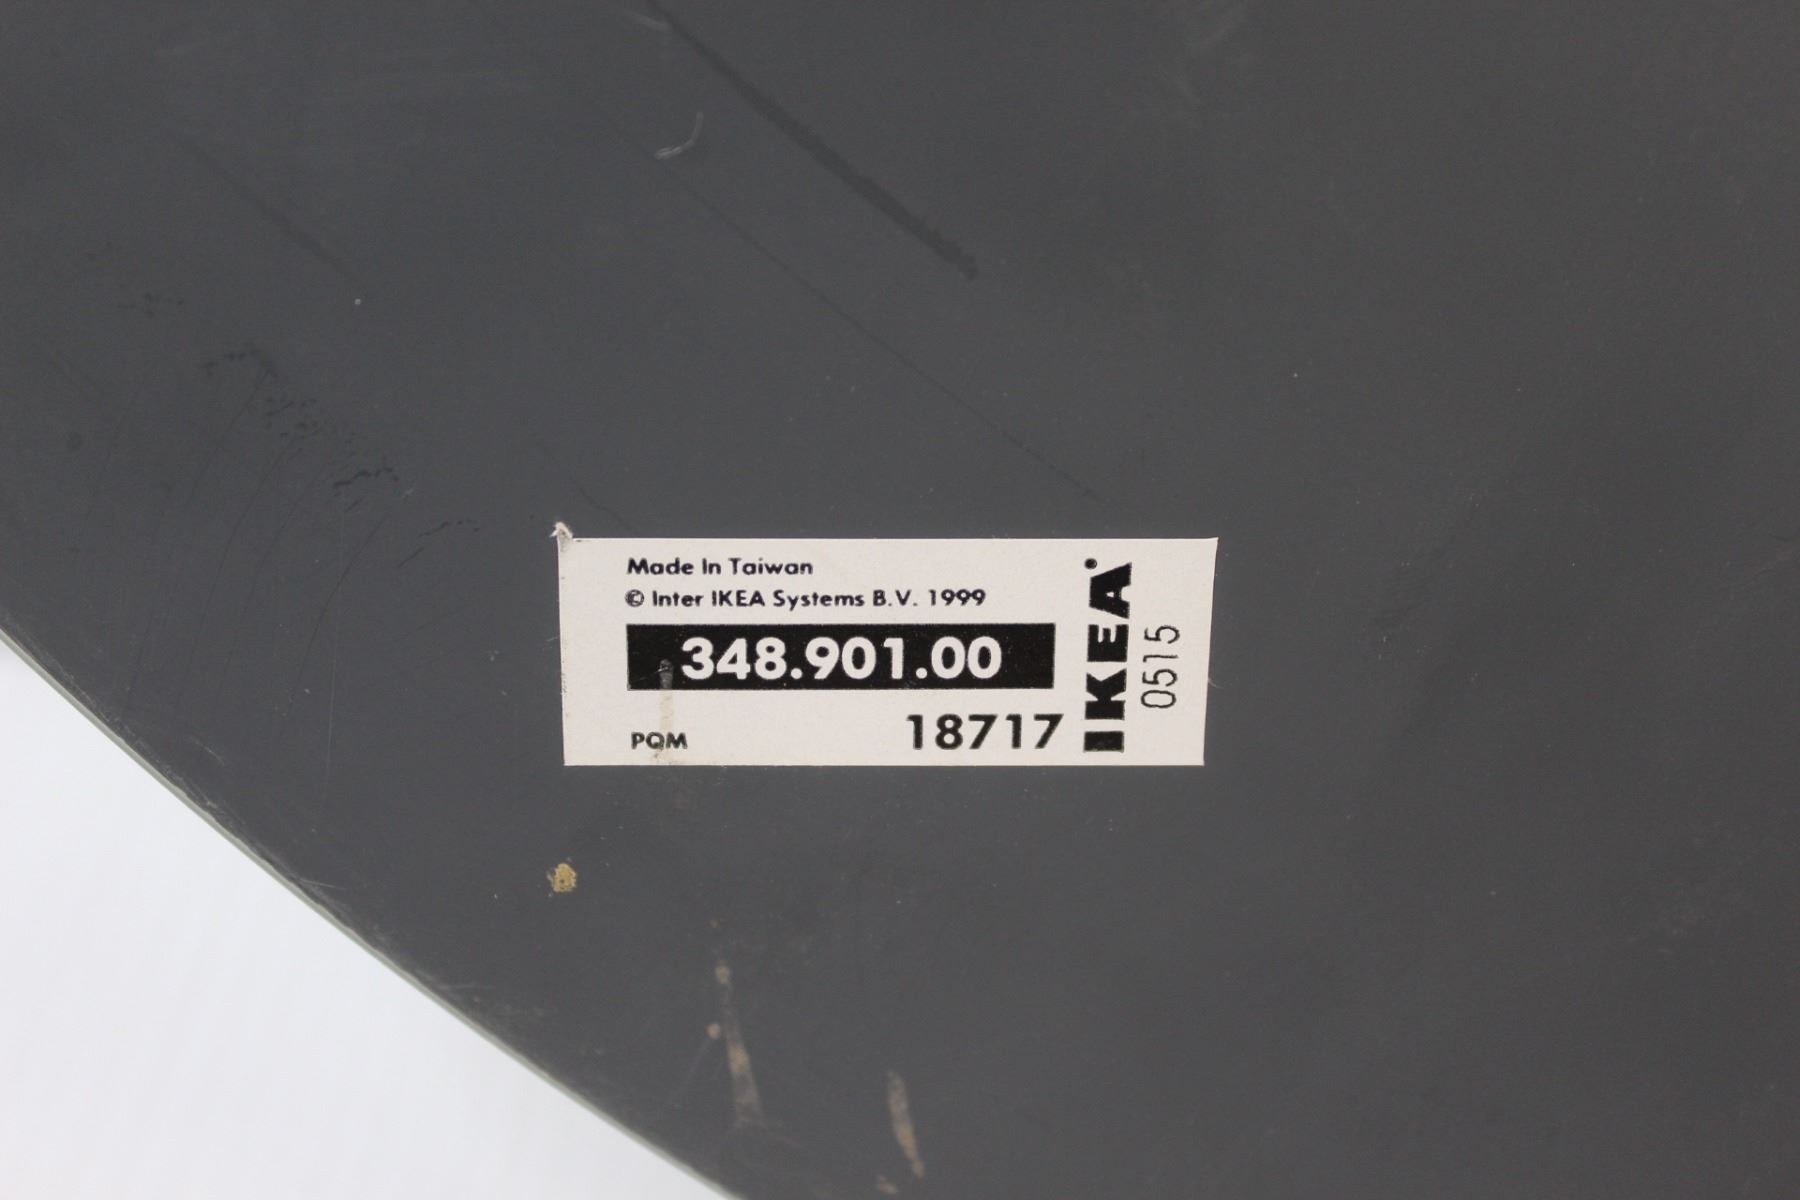 Made In Taiwan
© Inter IKEA Systems B.V. 1999
348.901.00
PQM
18717
IKEA®
0515